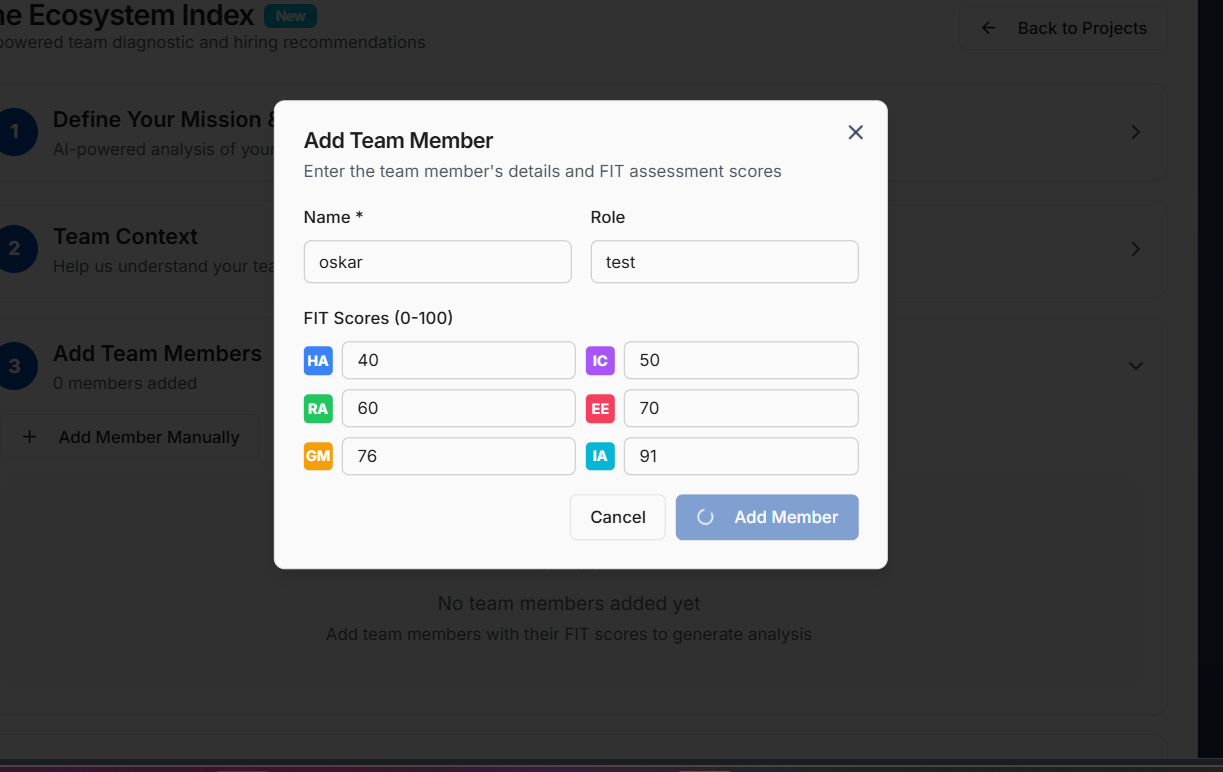 ne Ecosystem Index New
powered team diagnostic and hiring recommendations
Back to Projects
1
Define Your Mission &
AI-powered analysis of your
2
Team Context
Help us understand your tea
3
Add Team Members
0 members added
Add Member Manually
No team members added yet
Add team members with their FIT scores to generate analysis
Add Team Member
Enter the team member's details and FIT assessment scores
Name * Role
oskar test
FIT Scores (0-100)
HA 40 IC 50
RA 60 EE 70
GM 76 IA 91
Cancel Add Member